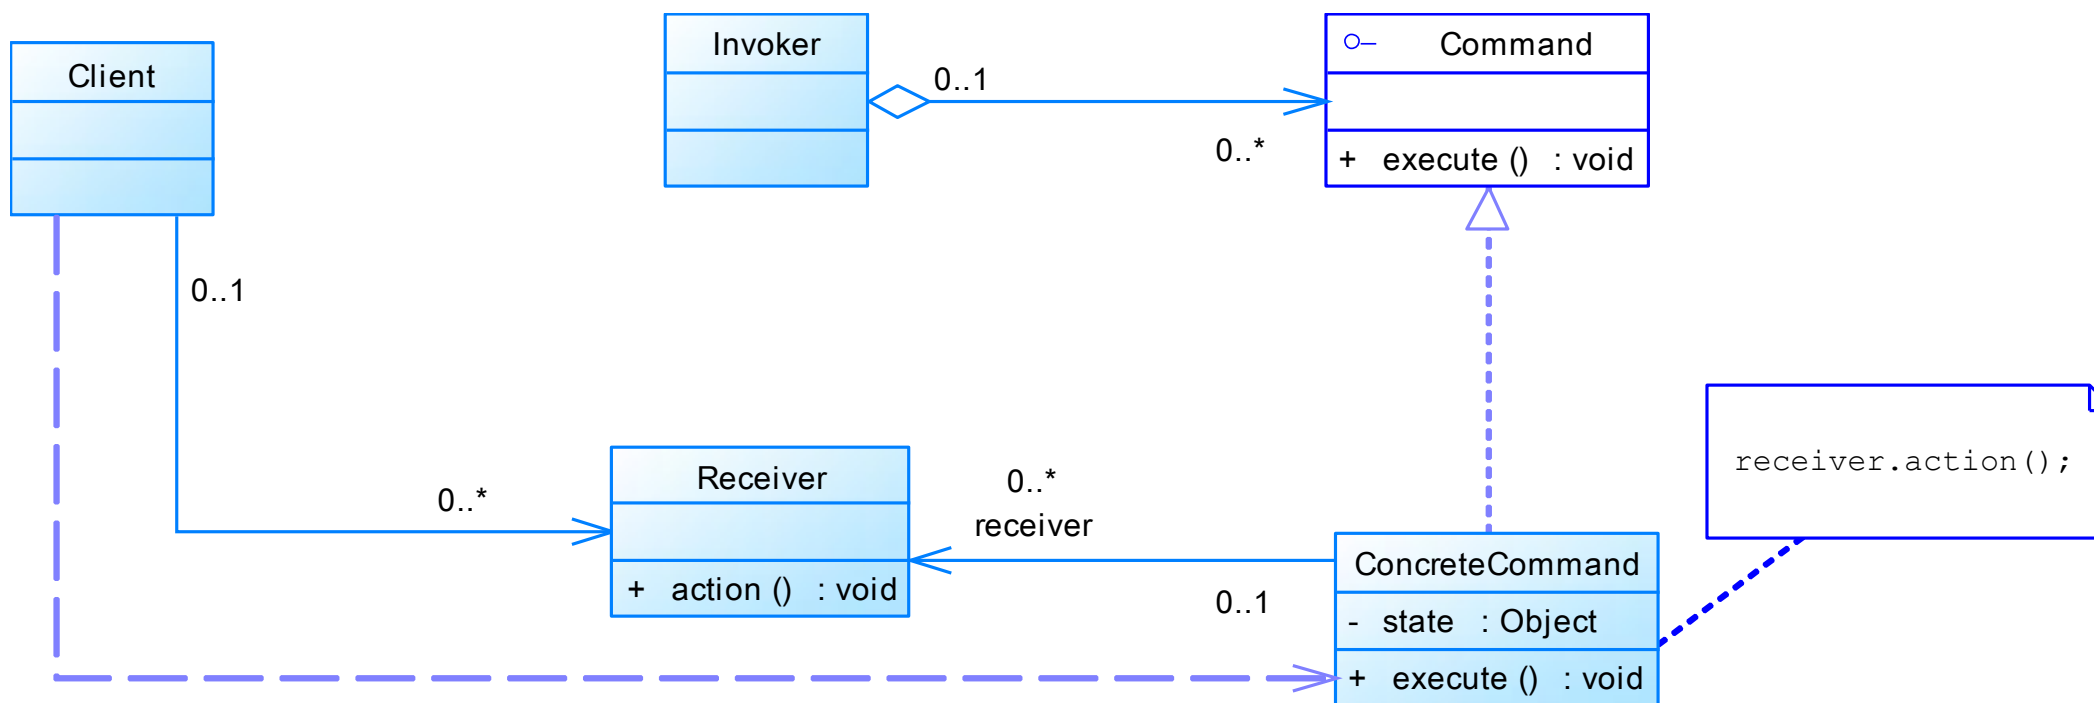 Client
Invoker
Command
0..1
0..*
+ execute () : void
0..1
0..*
Receiver
+ action () : void
0..*
receiver
0..1
ConcreteCommand
- state : Object
+ execute () : void
receiver.action();